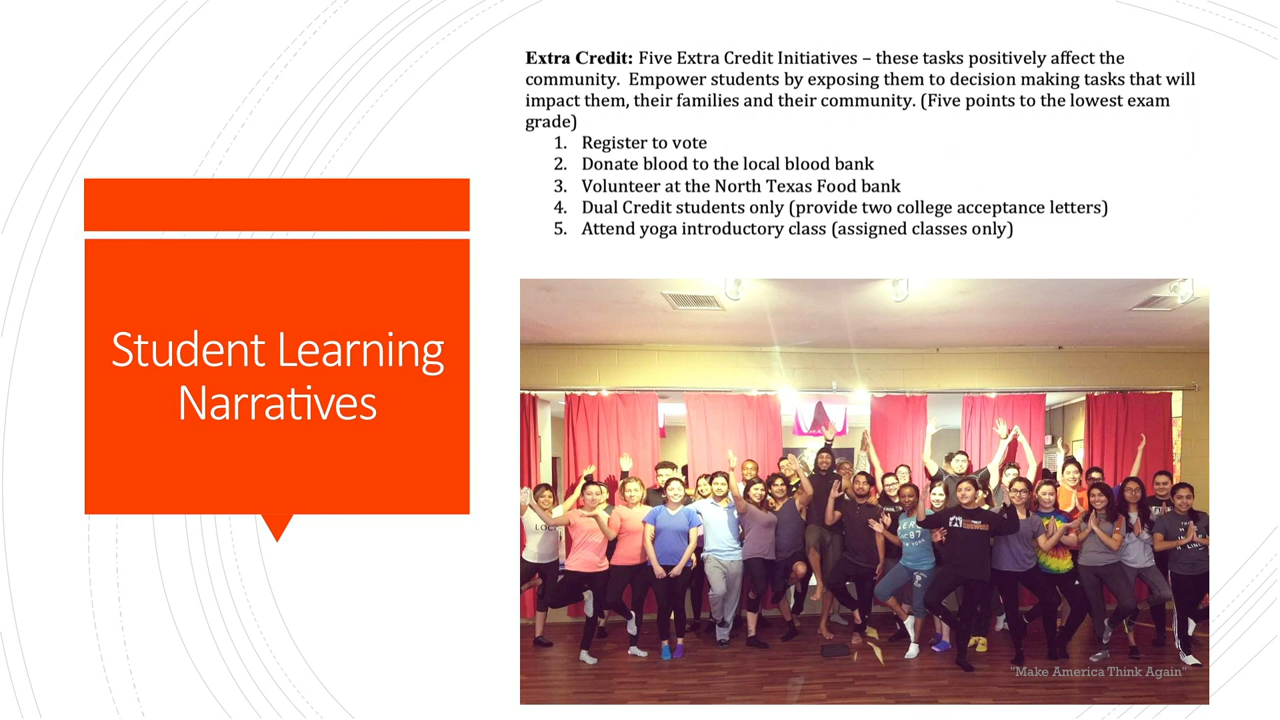 Extra Credit: Five Extra Credit Initiatives – these tasks positively affect the
community.  Empower students by exposing them to decision making tasks that will
impact them, their families and their community. (Five points to the lowest exam
grade)
1. Register to vote
2. Donate blood to the local blood bank
3. Volunteer at the North Texas Food bank
4. Dual Credit students only (provide two college acceptance letters)
5. Attend yoga introductory class (assigned classes only)
Student Learning
Narratives
"Make America Think Again"